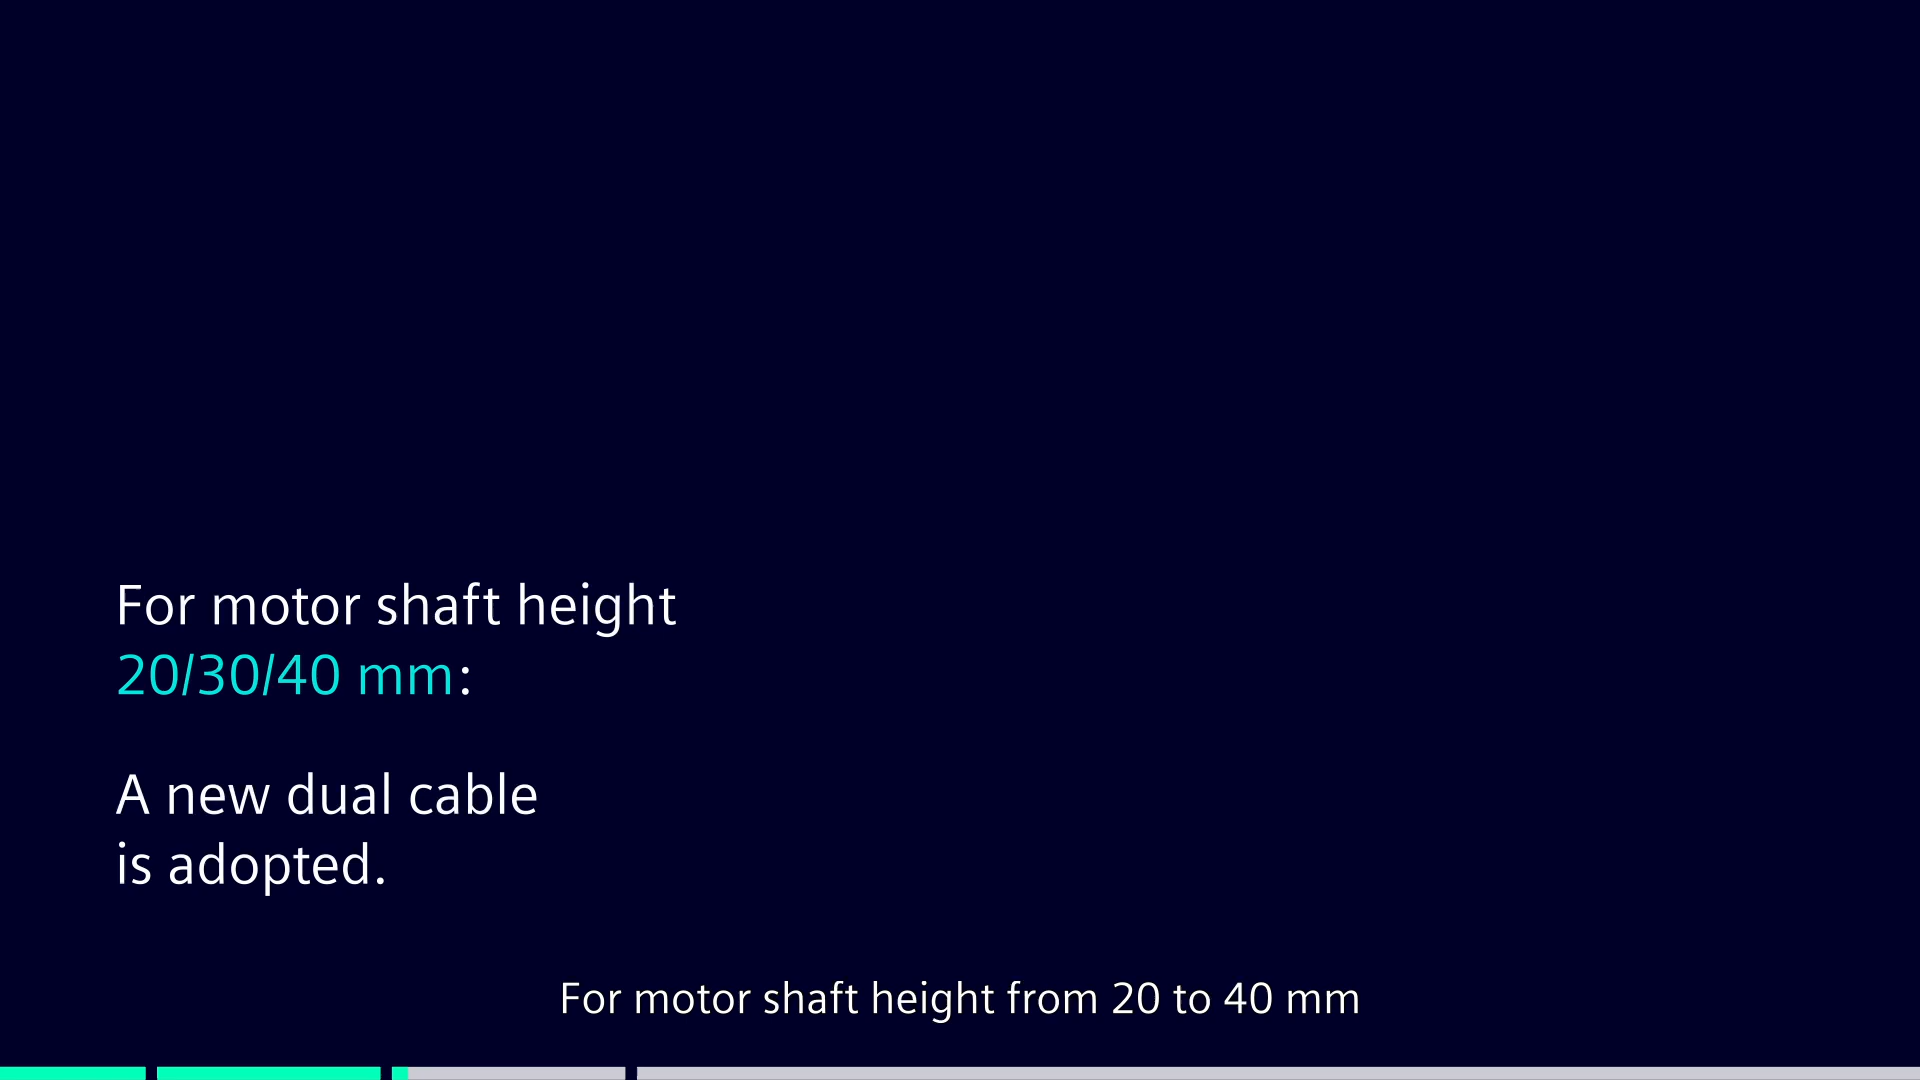 For motor shaft height
20/30/40 mm:
A new dual cable
is adopted.
For motor shaft height from 20 to 40 mm